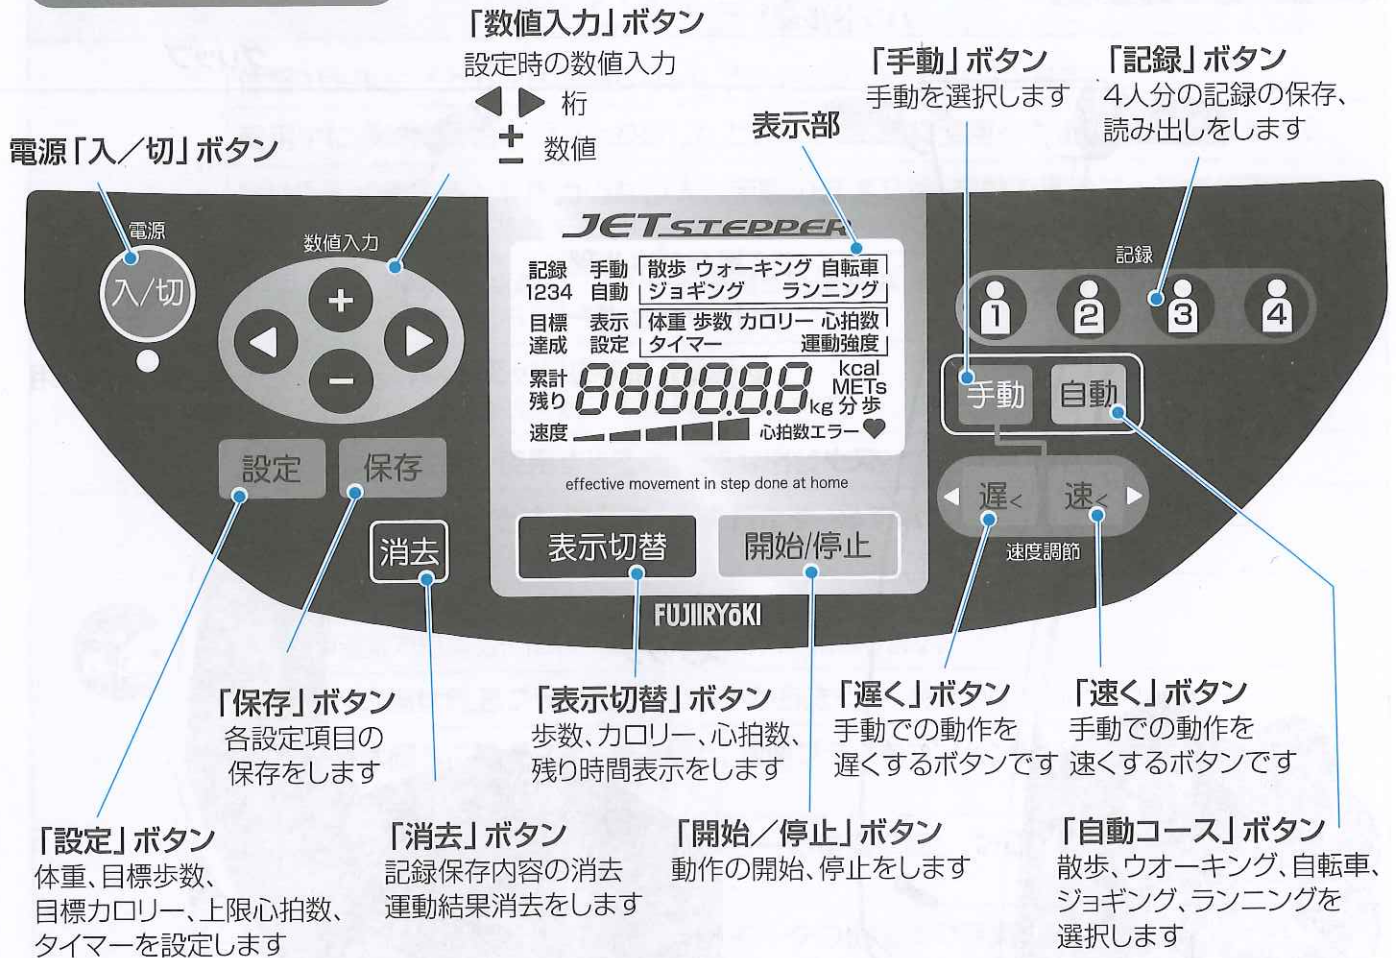 「数値入力」ボタン
設定時の数値入力
◀ ▶ 桁
+
− 数値
「手動」ボタン
手動を選択します
「記録」ボタン
4人分の記録の保存、
読み出しをします
表示部
電源「入／切」ボタン
電源
入/切
数値入力
+
−
設定
保存
消去
JETSTEPPER
記録 手動 散歩 ウォーキング 自転車
1234 自動 ジョギング ランニング
目標 表示 体重 歩数 カロリー 心拍数
達成 設定 タイマー 運動強度
累計 888888 kcal
残り METs
kg 分 歩
速度 心拍数エラー ♥
effective movement in step done at home
表示切替
開始/停止
FUJIIRYōKI
記録
1 2 3 4
手動 自動
遅く 速く
速度調節
「保存」ボタン
各設定項目の
保存をします
「表示切替」ボタン
歩数、カロリー、心拍数、
残り時間表示をします
「遅く」ボタン
手動での動作を
遅くするボタンです
「速く」ボタン
手動での動作を
速くするボタンです
「設定」ボタン
体重、目標歩数、
目標カロリー、上限心拍数、
タイマーを設定します
「消去」ボタン
記録保存内容の消去
運動結果消去をします
「開始／停止」ボタン
動作の開始、停止をします
「自動コース」ボタン
散歩、ウオーキング、自転車、
ジョギング、ランニングを
選択します